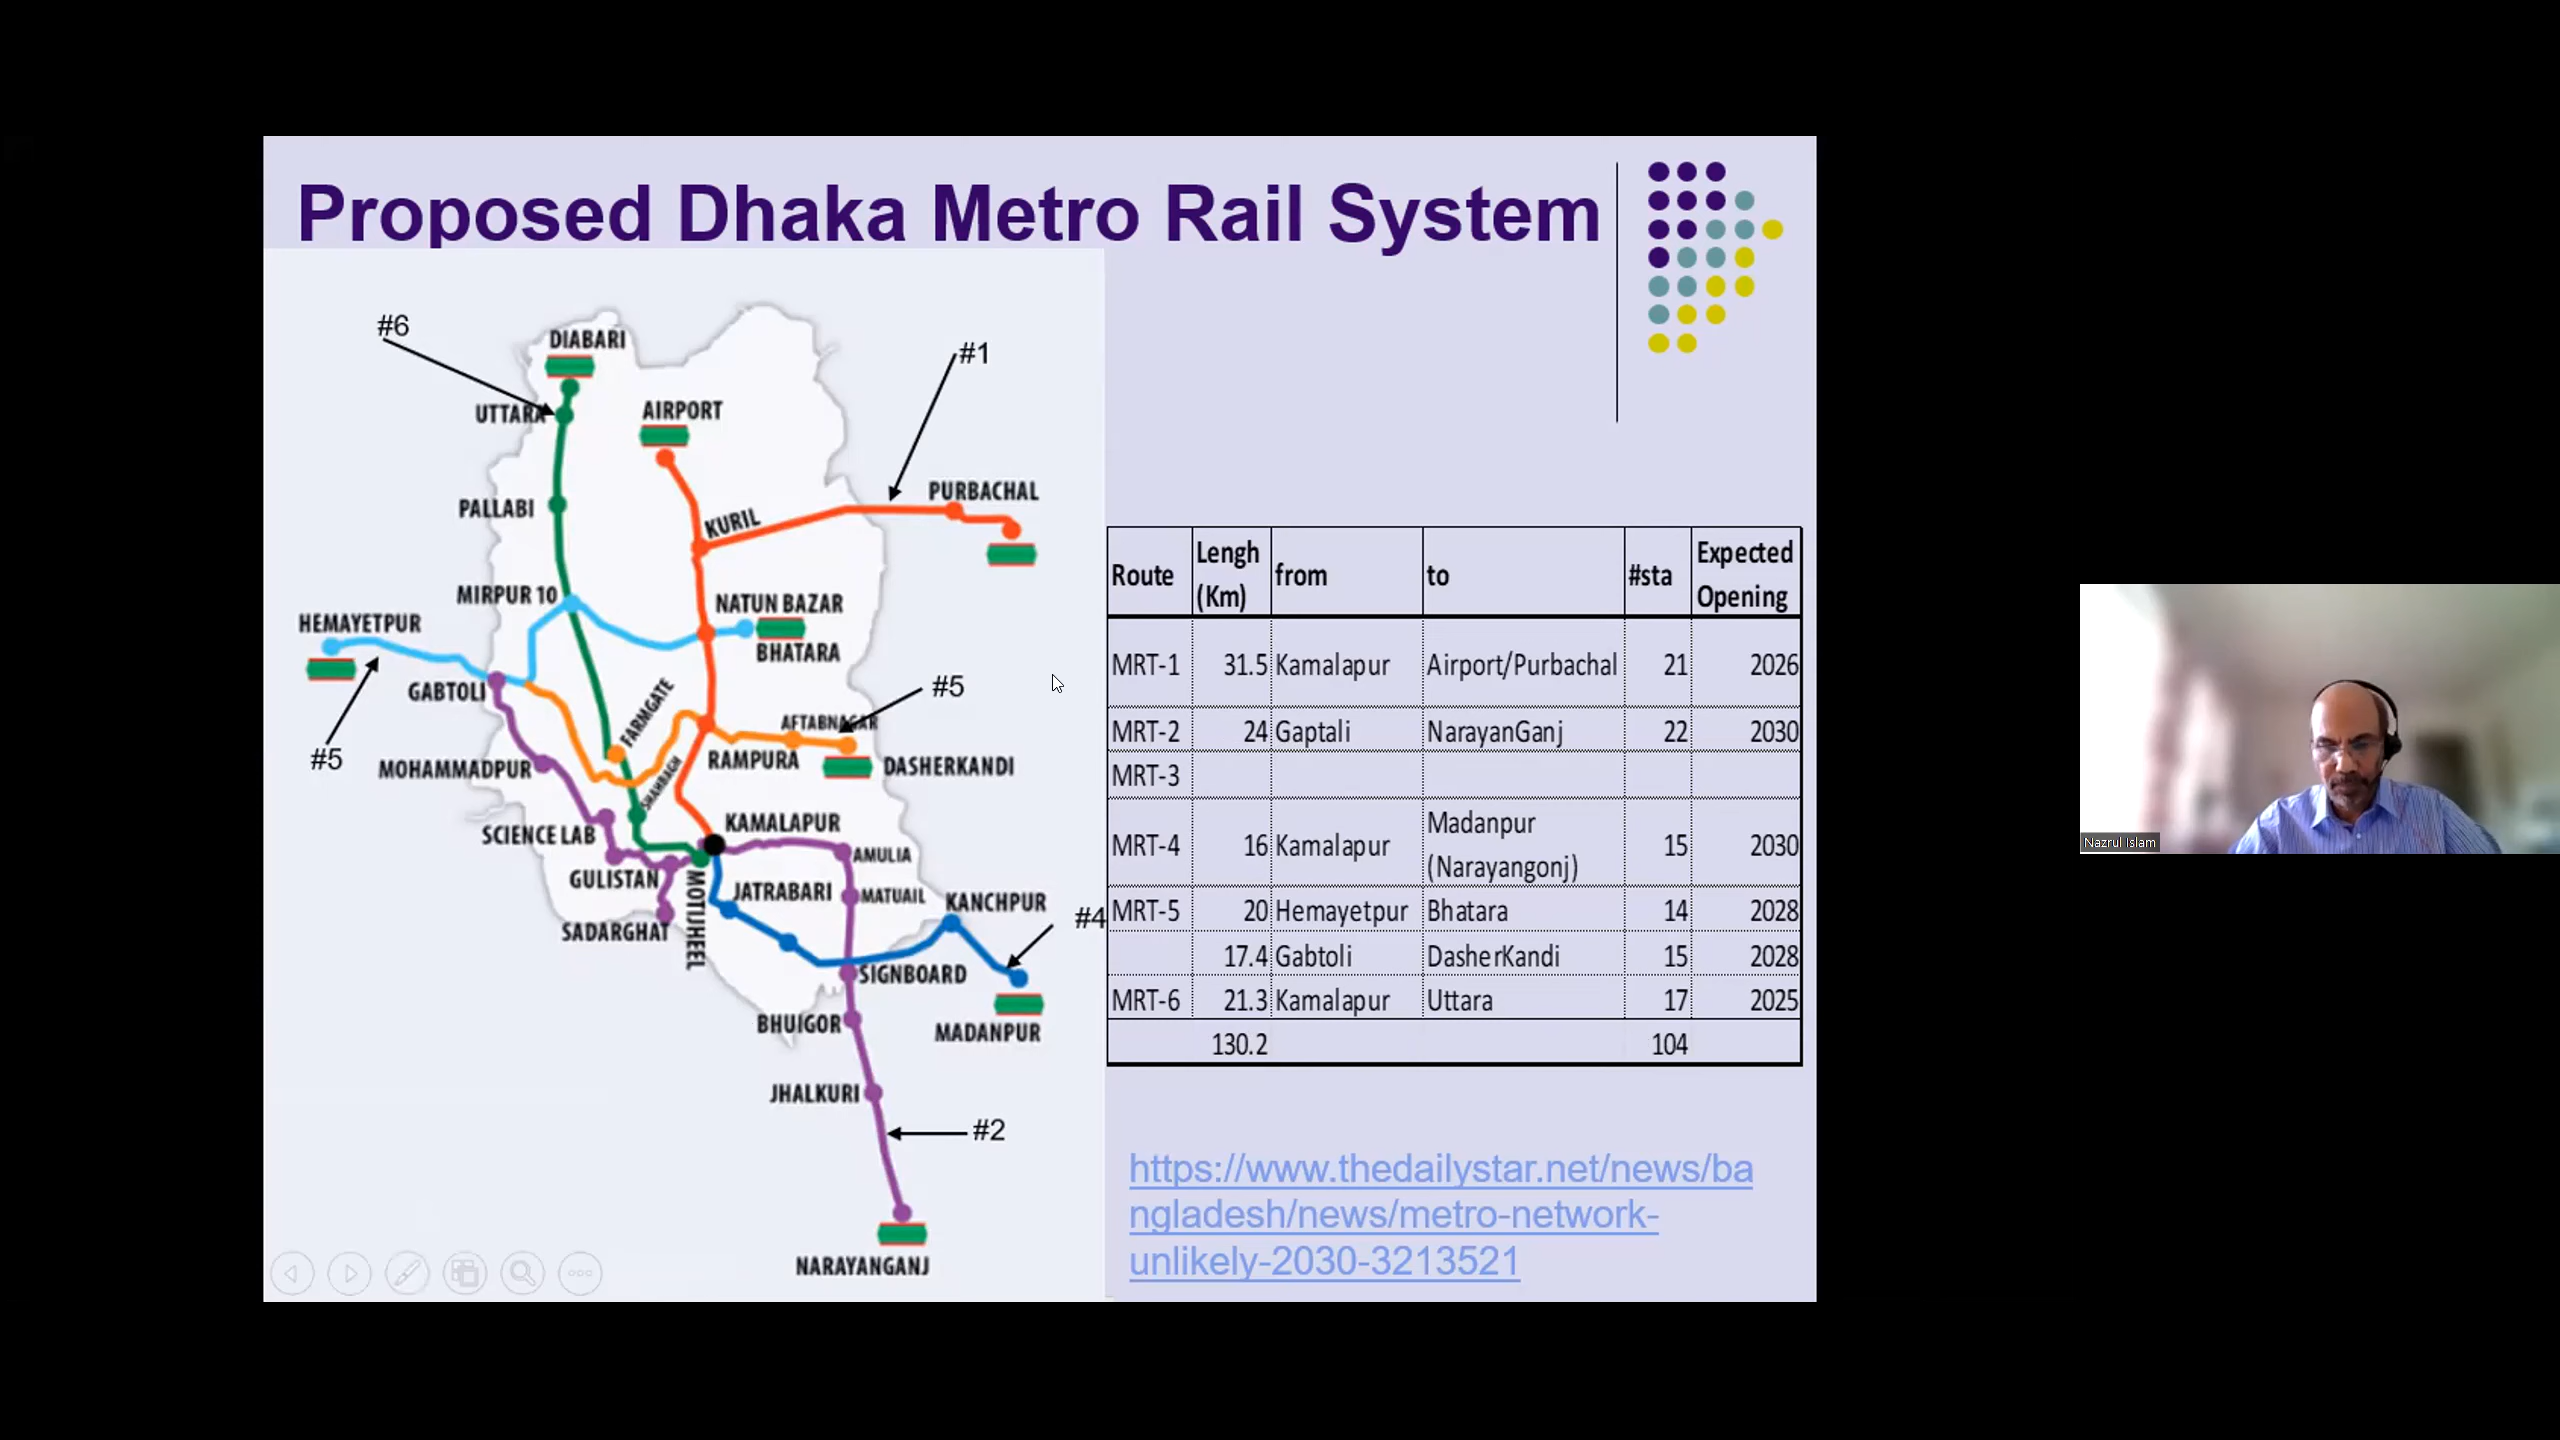 Proposed Dhaka Metro Rail System
#6
DIABARI
#1
UTTARA
AIRPORT
PURBACHAL
PALLABI
KURIL
MIRPUR 10
NATUN BAZAR
HEMAYETPUR
BHATARA
GABTOLI
FARMGATE
#5
AFTABNAGAR
#5
MOHAMMADPUR
RAMPURA
DASHERKANDI
SHAHBAGH
SCIENCE LAB
KAMALAPUR
AMULIA
GULISTAN
MOTIJHEEL
JATRABARI
MATUAIL
KANCHPUR
#4
SADARGHAT
SIGNBOARD
BHUIGOR
MADANPUR
JHALKURI
#2
NARAYANGANJ
Route Lengh (Km) from to #sta Expected Opening
MRT-1 31.5 Kamalapur Airport/Purbachal 21 2026
MRT-2 24 Gaptali NarayanGanj 22 2030
MRT-3
MRT-4 16 Kamalapur Madanpur (Narayangonj) 15 2030
MRT-5 20 Hemayetpur Bhatara 14 2028
17.4 Gabtoli DasherKandi 15 2028
MRT-6 21.3 Kamalapur Uttara 17 2025
130.2 104
https://www.thedailystar.net/news/ba
ngladesh/news/metro-network-
unlikely-2030-3213521
Nazrul Islam